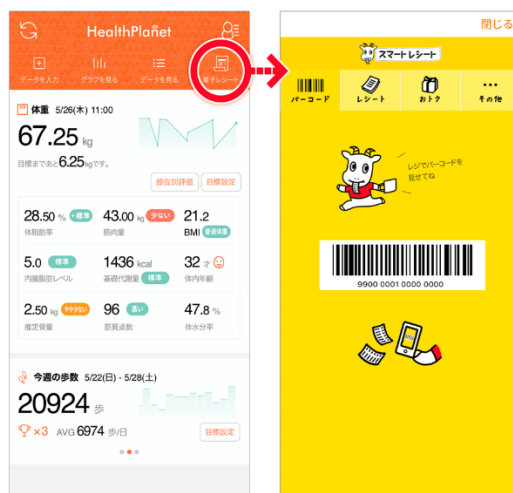 HealthPlanet
データを入力 グラフを見る データを見る 電子レシート
体重 5/26(木) 11:00
67.25 kg
目標まであと6.25kgです。
部位別評価 目標設定
28.50 % +標準 43.00 kg 少ない 21.2
体脂肪率 筋肉量 BMI 普通体重
5.0 標準 1436 kcal 32 才
内臓脂肪レベル 基礎代謝量 標準 体内年齢
2.50 kg やや少ない 96 高い 47.8 %
推定骨量 筋質点数 体水分率
今週の歩数 5/22(日) - 5/28(土)
20924 歩
×3 AVG 6974 歩/日 目標設定
閉じる
スマートレシート
バーコード レシート おトク その他
レジでバーコードを
見せてね
9900 0001 0000 0000